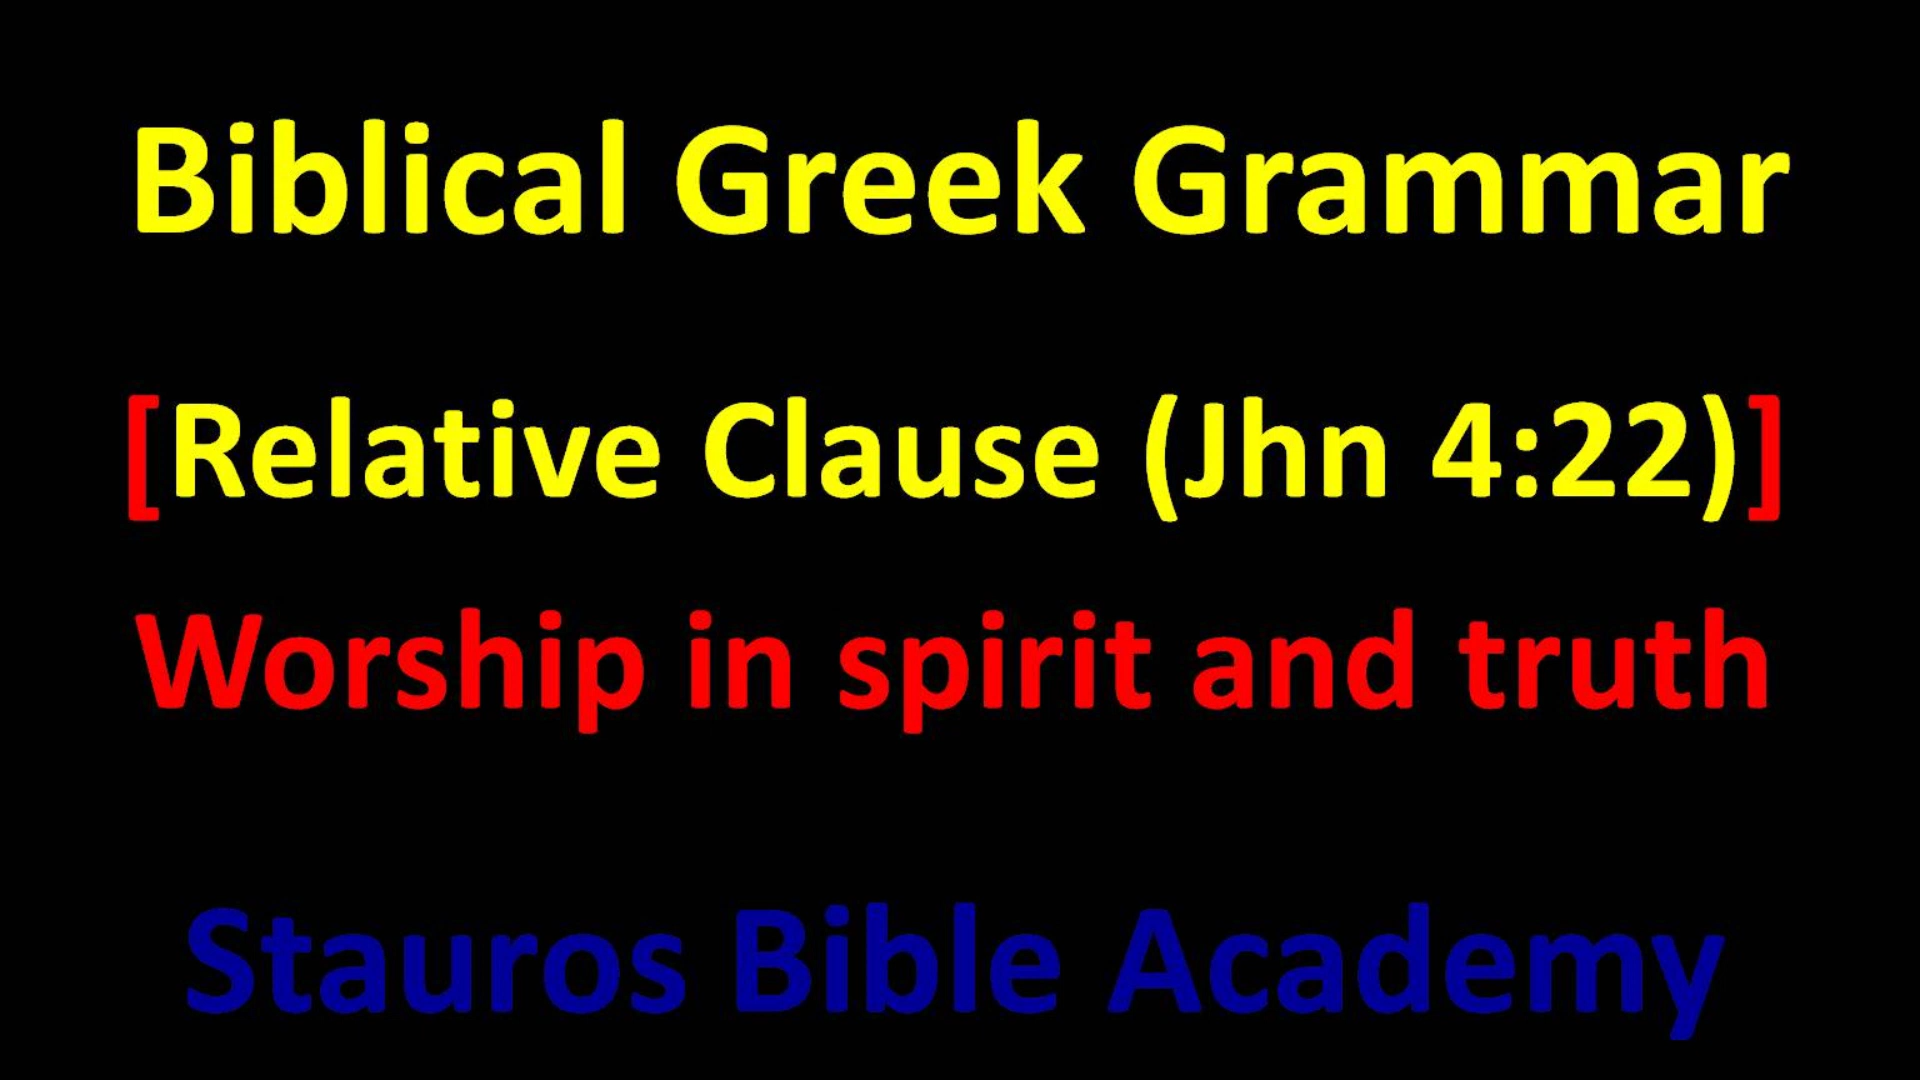 Biblical Greek Grammar
[Relative Clause (Jhn 4:22)]
Worship in spirit and truth
Stauros Bible Academy